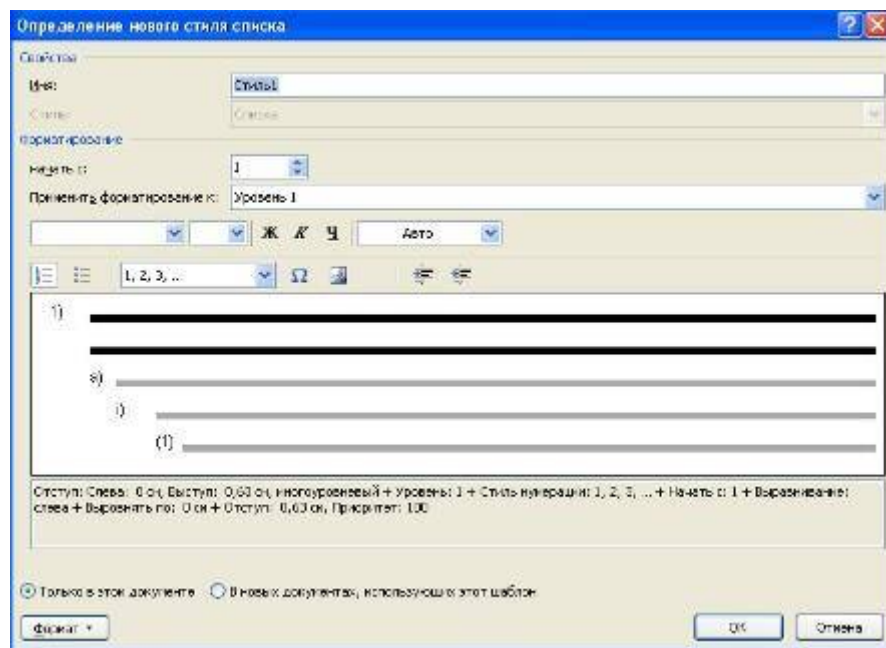 Определение нового стиля списка
Свойства
Имя: Стиль1
Стиль: Списка
Форматирование
начать с: 1
Применить форматирование к: Уровень 1
Ж К Ч Авто
1, 2, 3, ... Ω
1)
a)
i)
(1)
Отступ: Слева: 0 см, Выступ: 0,63 см, многоуровневый + Уровень: 1 + Стиль нумерации: 1, 2, 3, ... + Начать с: 1 + Выравнивание:
слева + Выровнять по: 0 см + Отступ: 0,63 см, Приоритет: 100
Только в этом документе В новых документах, использующих этот шаблон
Формат ОК Отмена